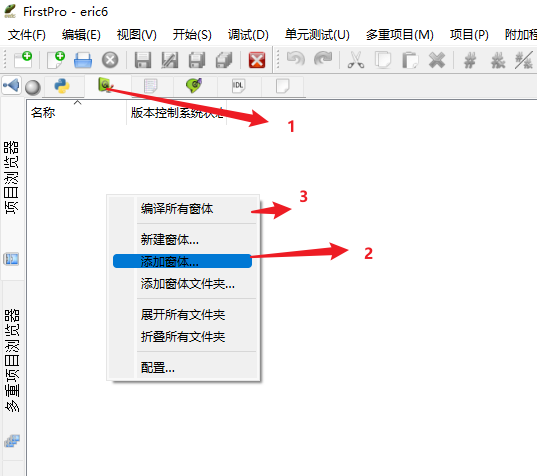 FirstPro - eric6
文件(F) 编辑(E) 视图(V) 开始(S) 调试(D) 单元测试(U) 多重项目(M) 项目(P) 附加程
IDL
名称 版本控制系统状态
1
项目浏览器
编译所有窗体
3
新建窗体...
添加窗体...
2
添加窗体文件夹...
展开所有文件夹
折叠所有文件夹
多重项目浏览器
配置...